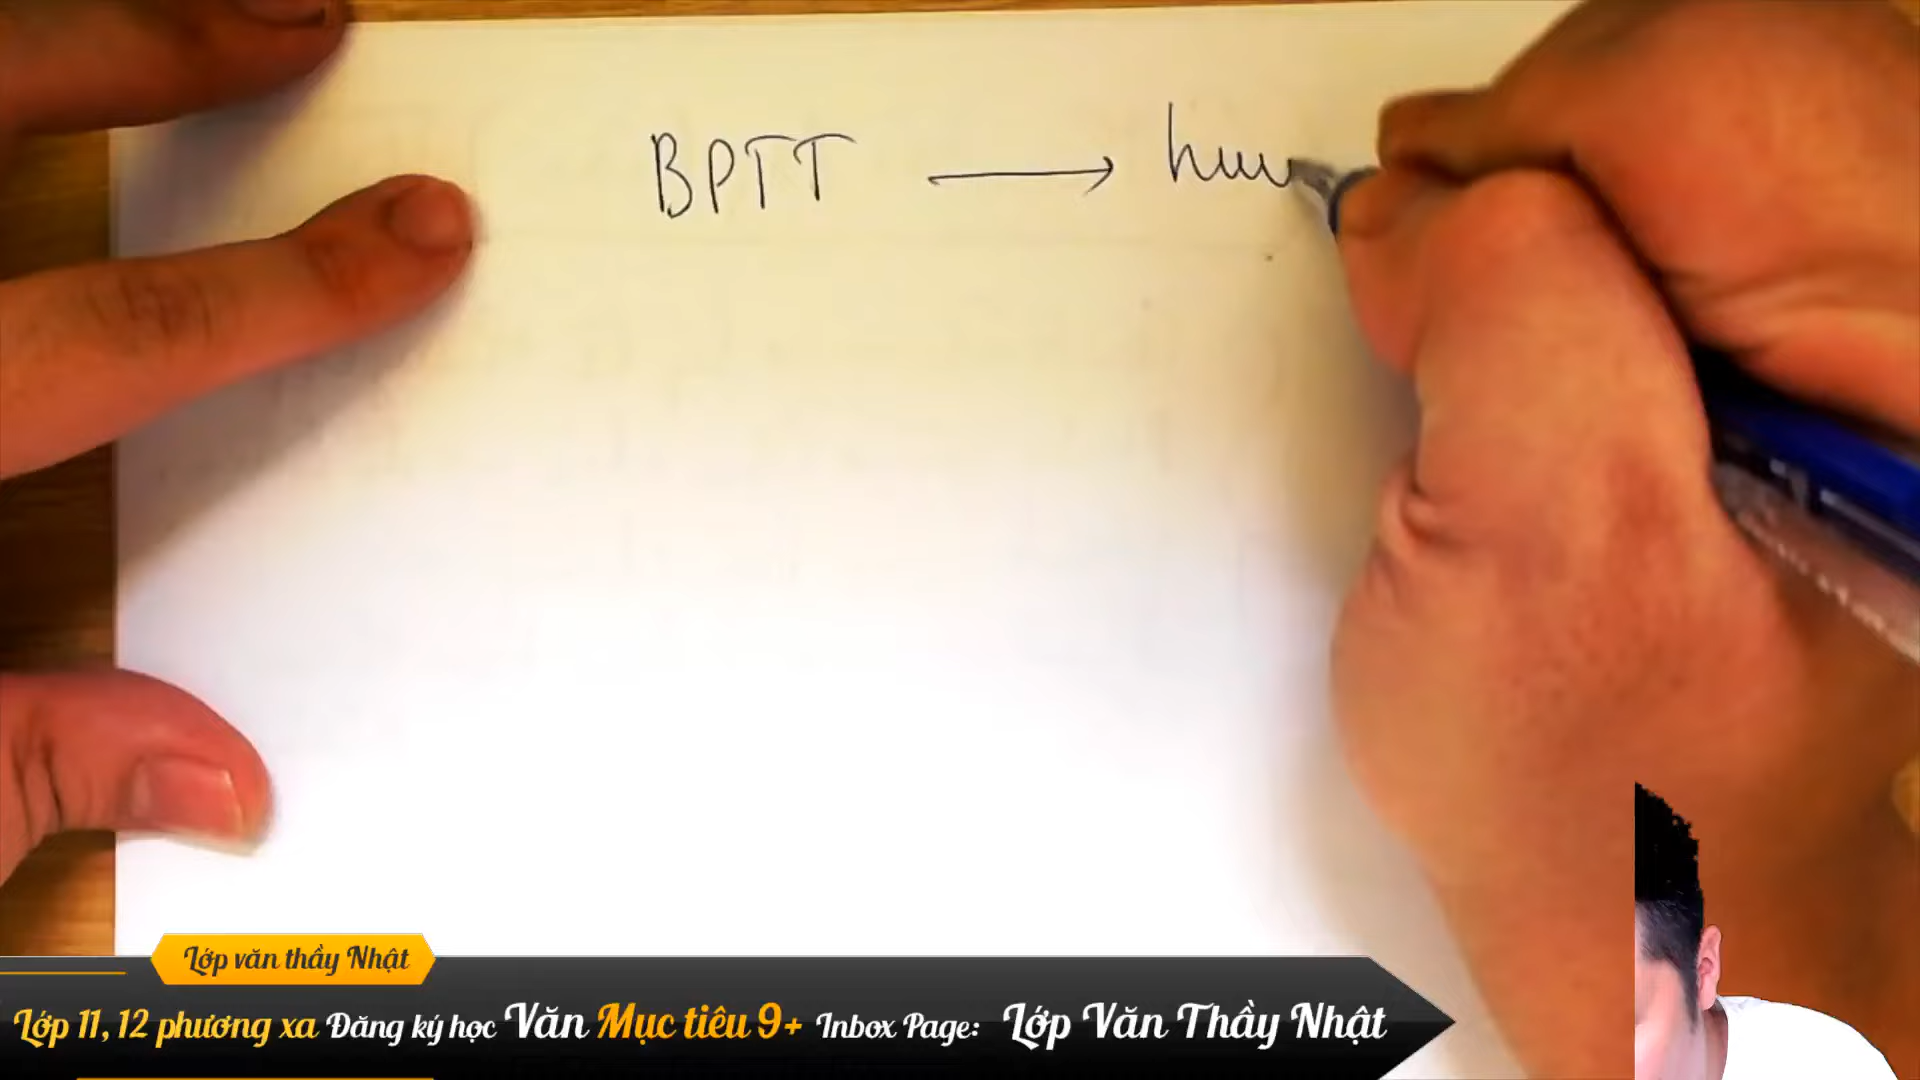 BPTT →
Lớp văn thầy Nhật
Lớp 11, 12 phương xa Đăng ký học Văn Mục tiêu 9+ Inbox Page: Lớp Văn Thầy Nhật